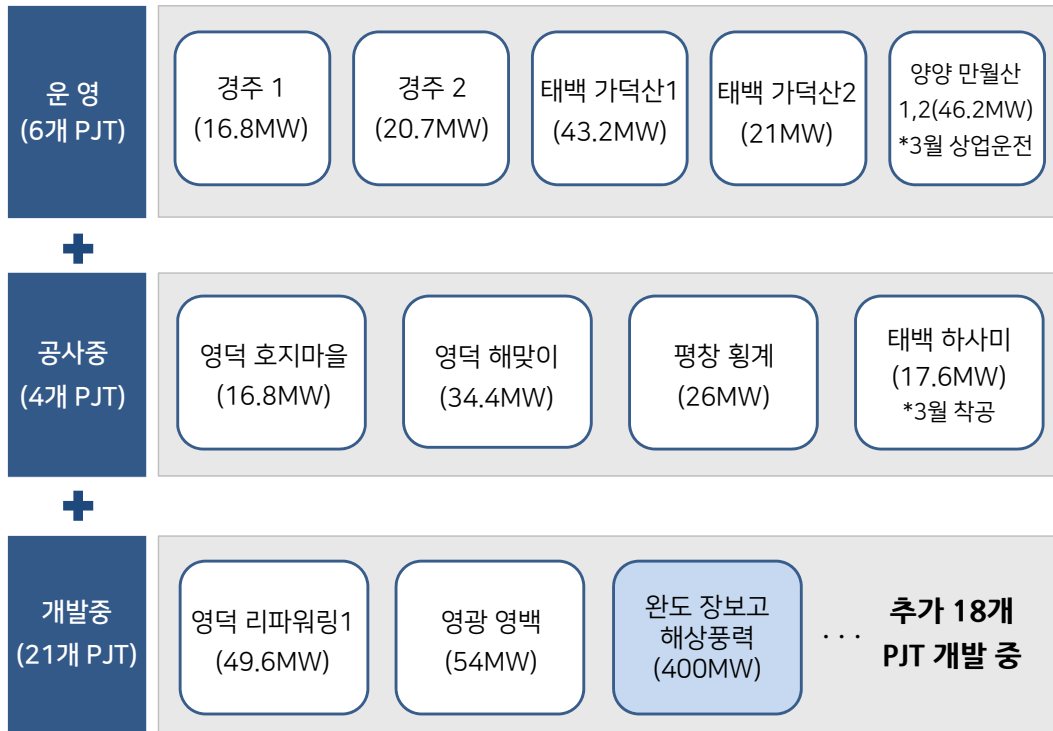 운 영
(6개 PJT)
경주 1
(16.8MW)
경주 2
(20.7MW)
태백 가덕산1
(43.2MW)
태백 가덕산2
(21MW)
양양 만월산
1,2(46.2MW)
*3월 상업운전
공사중
(4개 PJT)
영덕 호지마을
(16.8MW)
영덕 해맞이
(34.4MW)
평창 횡계
(26MW)
태백 하사미
(17.6MW)
*3월 착공
개발중
(21개 PJT)
영덕 리파워링1
(49.6MW)
영광 영백
(54MW)
완도 장보고
해상풍력
(400MW)
. . .
추가 18개
PJT 개발 중